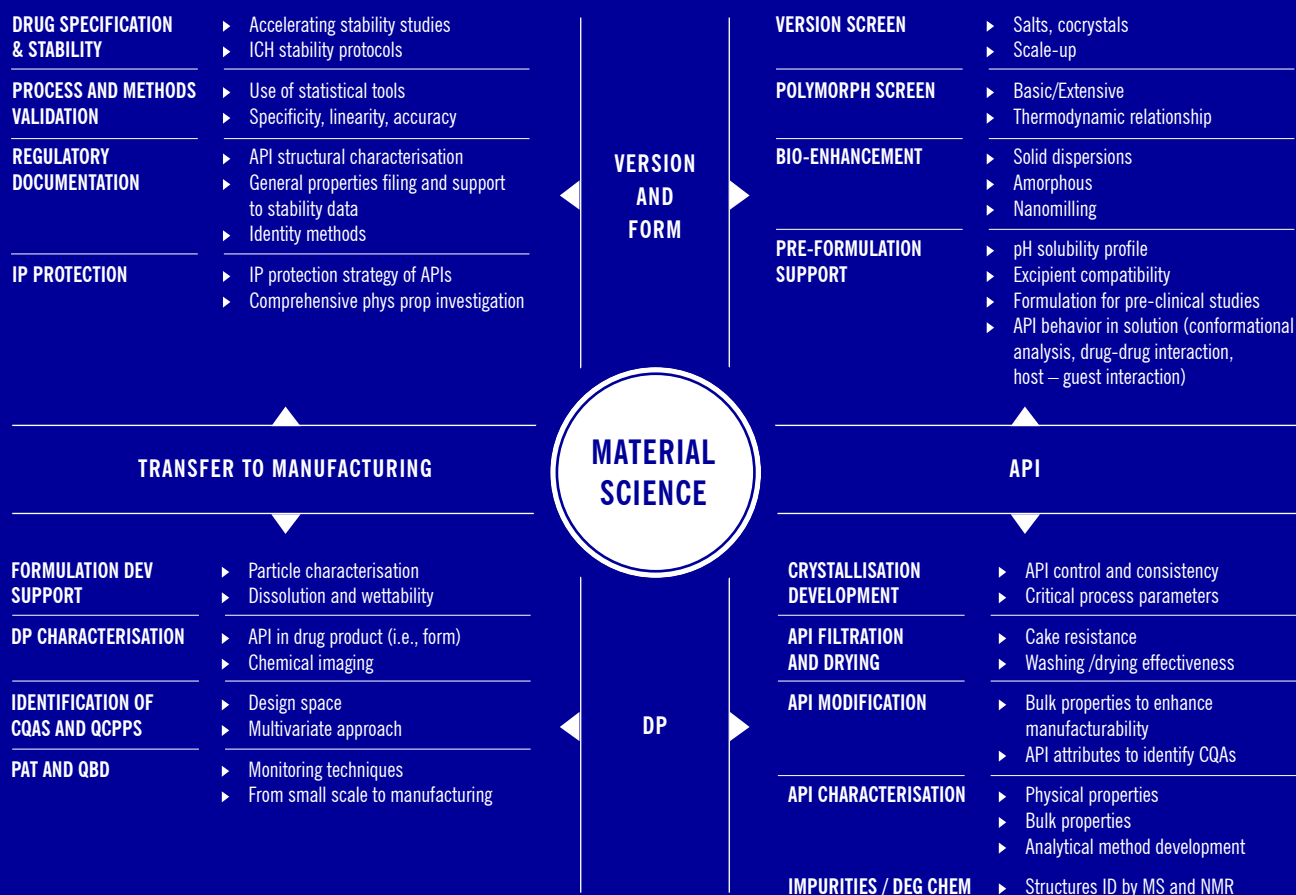 DRUG SPECIFICATION
& STABILITY
Accelerating stability studies
ICH stability protocols
PROCESS AND METHODS
VALIDATION
Use of statistical tools
Specificity, linearity, accuracy
REGULATORY
DOCUMENTATION
API structural characterisation
General properties filing and support
to stability data
Identity methods
IP PROTECTION
IP protection strategy of APIs
Comprehensive phys prop investigation
VERSION
AND
FORM
VERSION SCREEN
Salts, cocrystals
Scale-up
POLYMORPH SCREEN
Basic/Extensive
Thermodynamic relationship
BIO-ENHANCEMENT
Solid dispersions
Amorphous
Nanomilling
PRE-FORMULATION
SUPPORT
pH solubility profile
Excipient compatibility
Formulation for pre-clinical studies
API behavior in solution (conformational
analysis, drug-drug interaction,
host – guest interaction)
TRANSFER TO MANUFACTURING
MATERIAL
SCIENCE
API
FORMULATION DEV
SUPPORT
Particle characterisation
Dissolution and wettability
DP CHARACTERISATION
API in drug product (i.e., form)
Chemical imaging
IDENTIFICATION OF
CQAS AND QCPPS
Design space
Multivariate approach
PAT AND QBD
Monitoring techniques
From small scale to manufacturing
DP
CRYSTALLISATION
DEVELOPMENT
API control and consistency
Critical process parameters
API FILTRATION
AND DRYING
Cake resistance
Washing /drying effectiveness
API MODIFICATION
Bulk properties to enhance
manufacturability
API attributes to identify CQAs
API CHARACTERISATION
Physical properties
Bulk properties
Analytical method development
IMPURITIES / DEG CHEM
Structures ID by MS and NMR